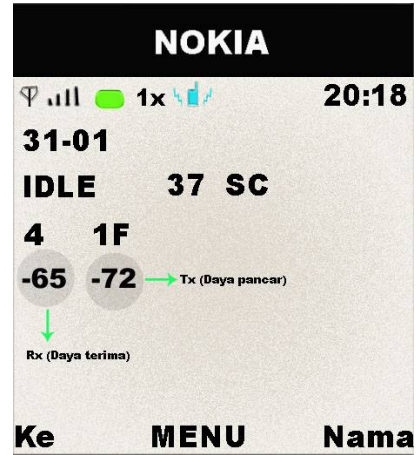 NOKIA
1x 20:18
31-01
IDLE 37 SC
4 1F
-65 -72 Tx (Daya pancar)
Rx (Daya terima)
Ke MENU Nama